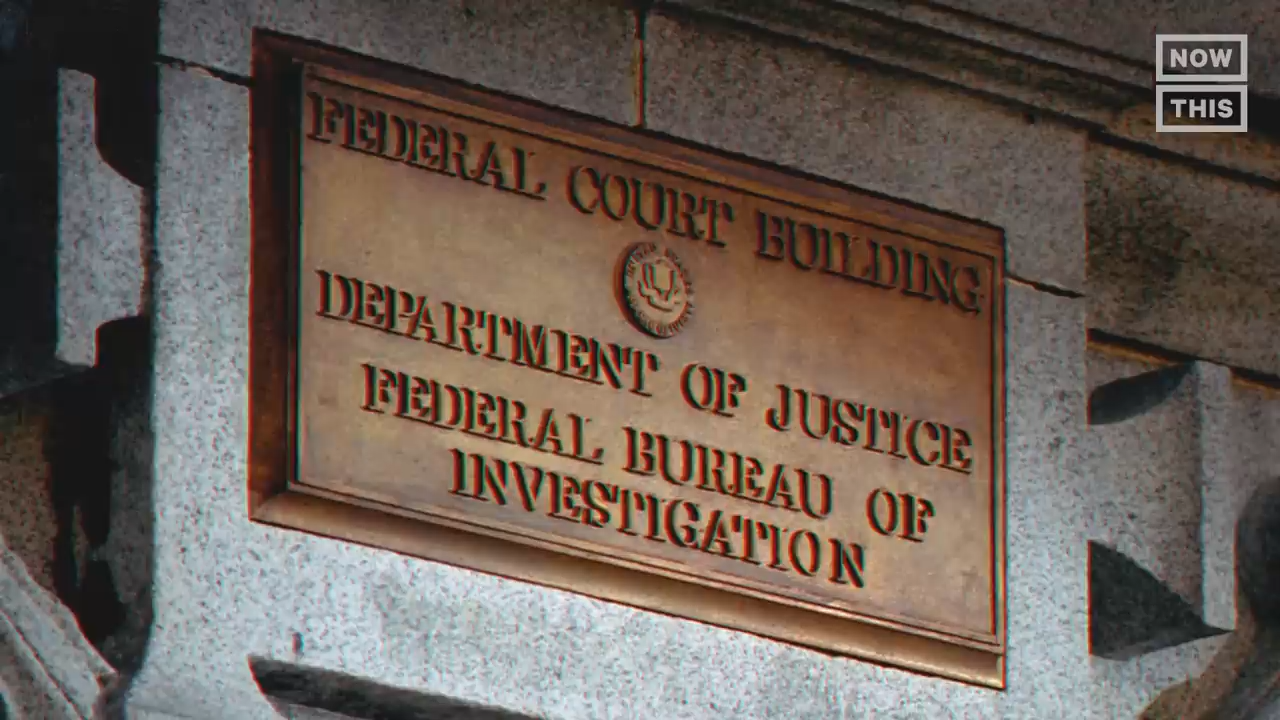 NOW
THIS
FEDERAL COURT BUILDING
DEPARTMENT OF JUSTICE
FEDERAL BUREAU OF
INVESTIGATION